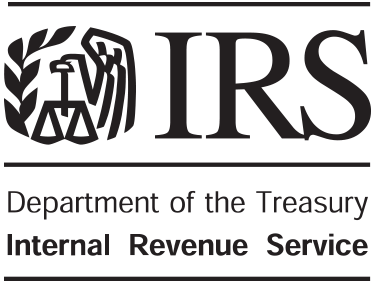 IRS
Department of the Treasury
Internal Revenue Service